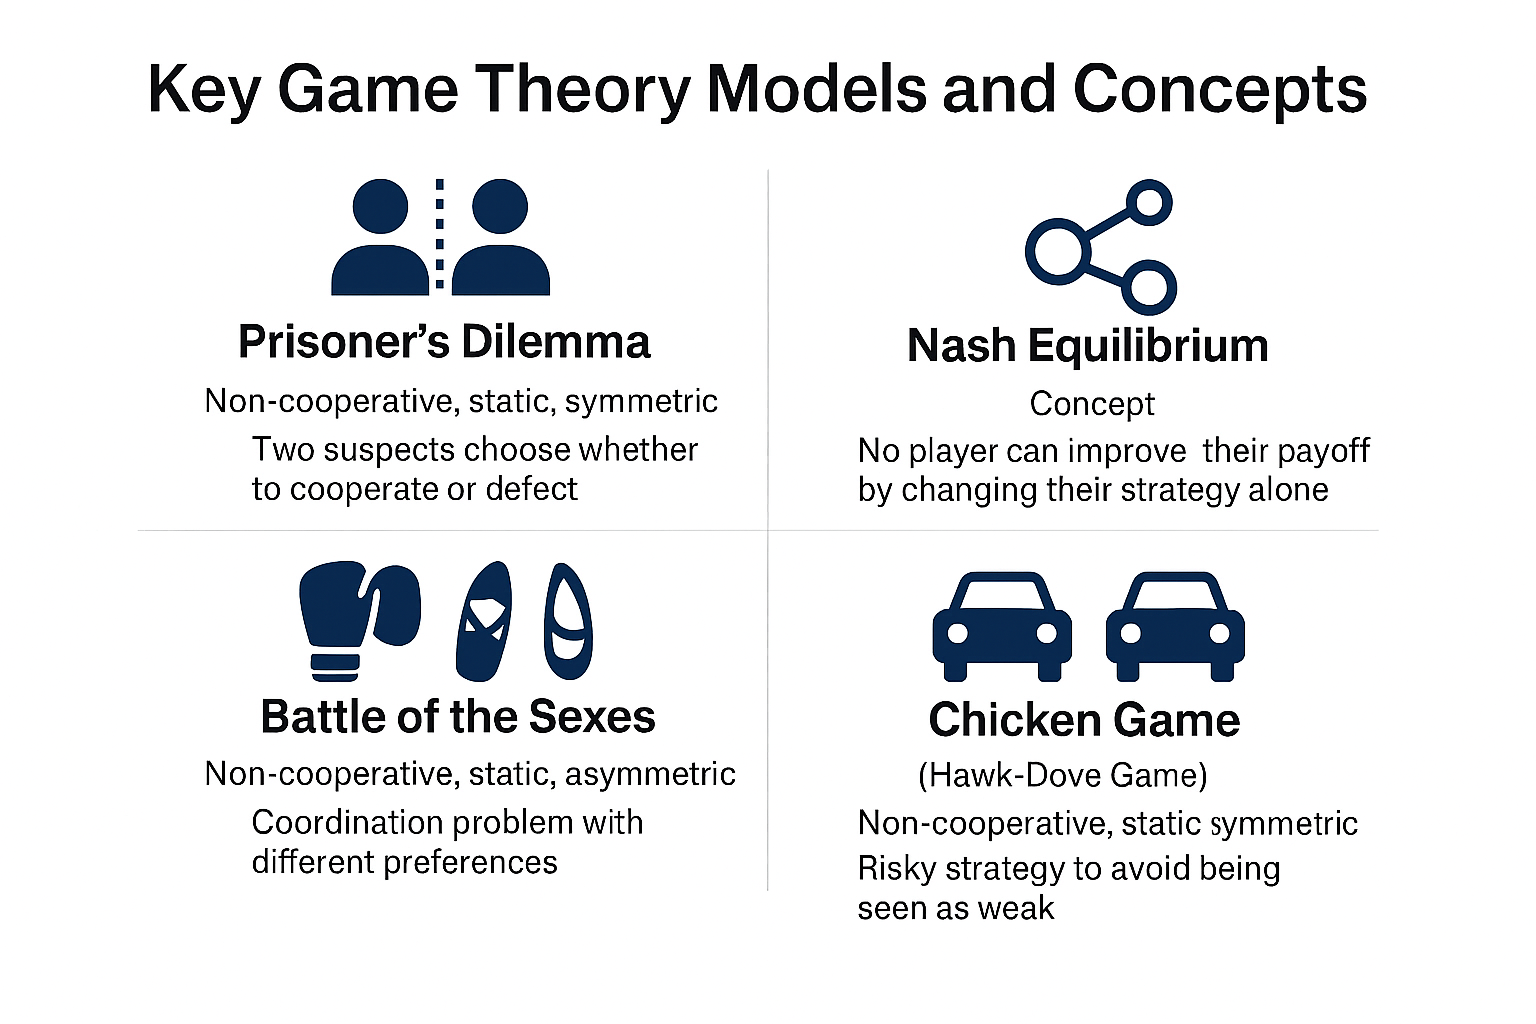 Key Game Theory Models and Concepts
Prisoner’s Dilemma
Non-cooperative, static, symmetric
Two suspects choose whether
to cooperate or defect
Nash Equilibrium
Concept
No player can improve their payoff
by changing their strategy alone
Battle of the Sexes
Non-cooperative, static, asymmetric
Coordination problem with
different preferences
Chicken Game
(Hawk-Dove Game)
Non-cooperative, static symmetric
Risky strategy to avoid being
seen as weak